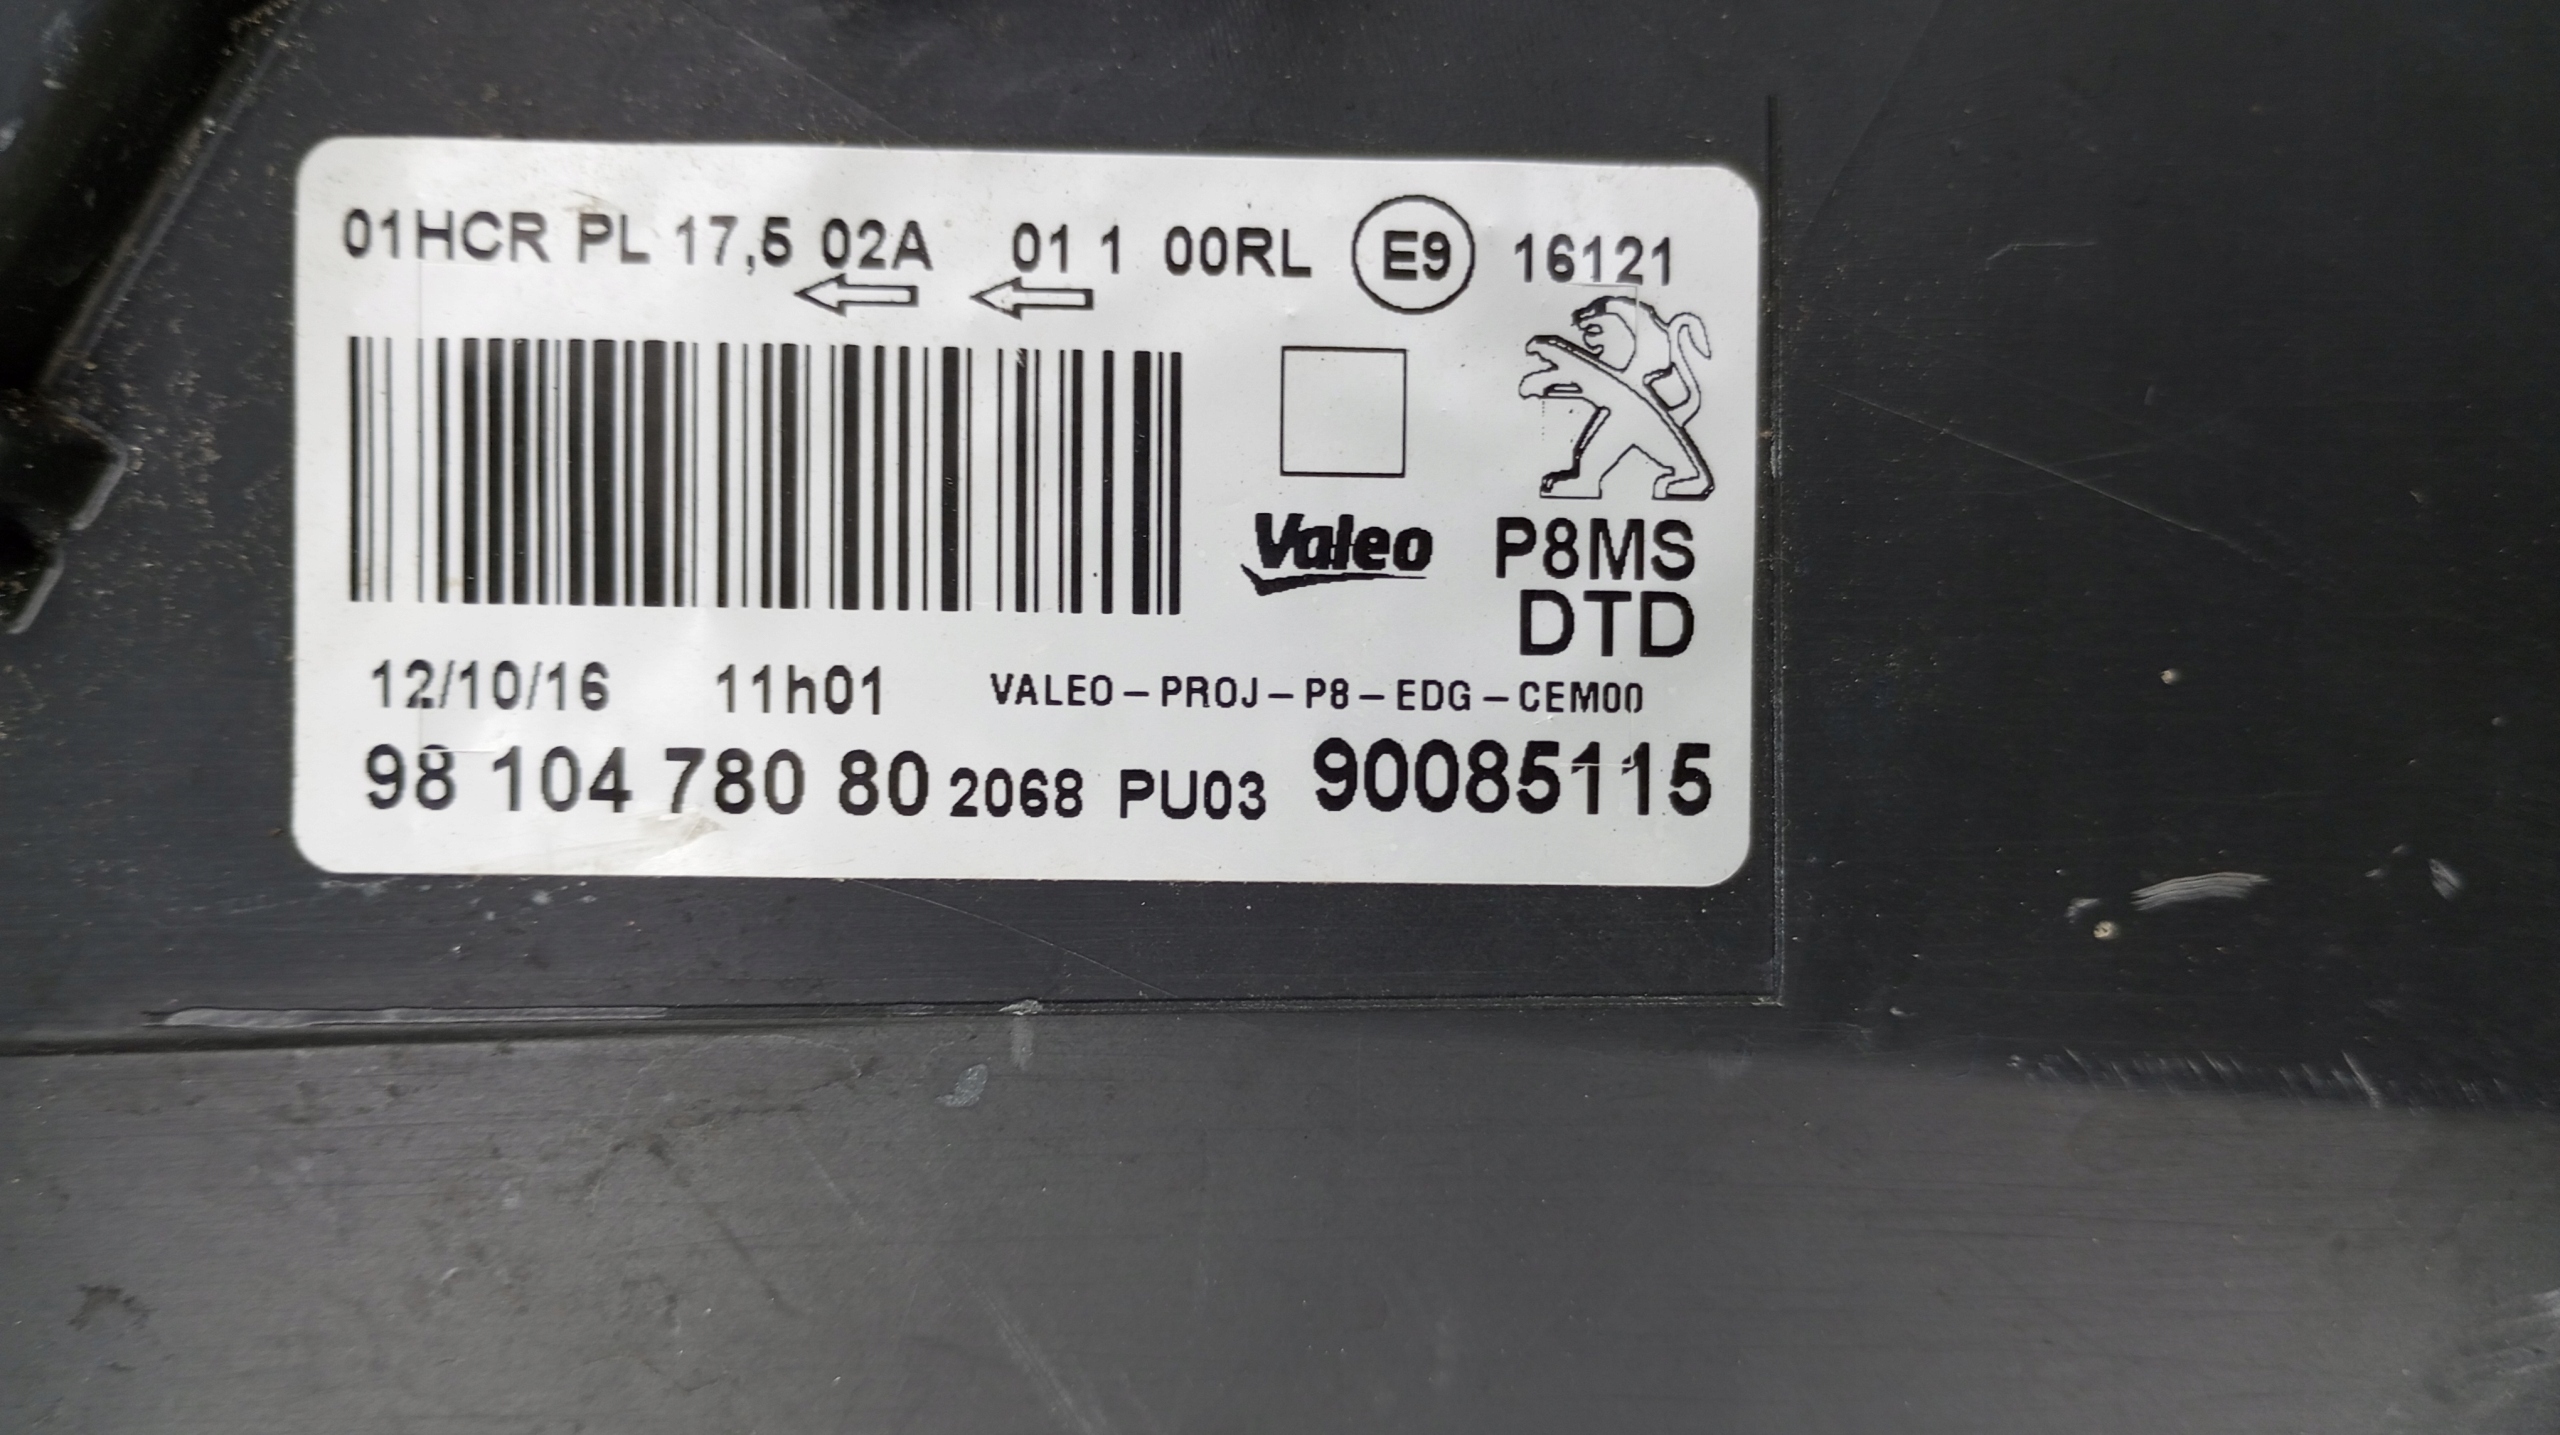 01HCR PL 17,5 02A 01 1 00RL E9 16121
Valeo
P8MS
DTD
12/10/16 11h01 VALEO-PROJ-P8-EDG-CEM00
98 104 780 80 2068 PU03 90085115